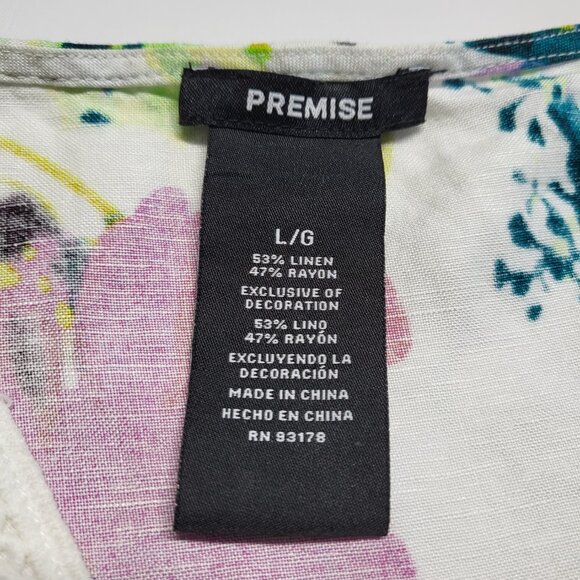 PREMISE
L/G
53% LINEN
47% RAYON
EXCLUSIVE OF
DECORATION
53% LINO
47% RAYÓN
EXCLUYENDO LA
DECORACIÓN
MADE IN CHINA
HECHO EN CHINA
RN 93178